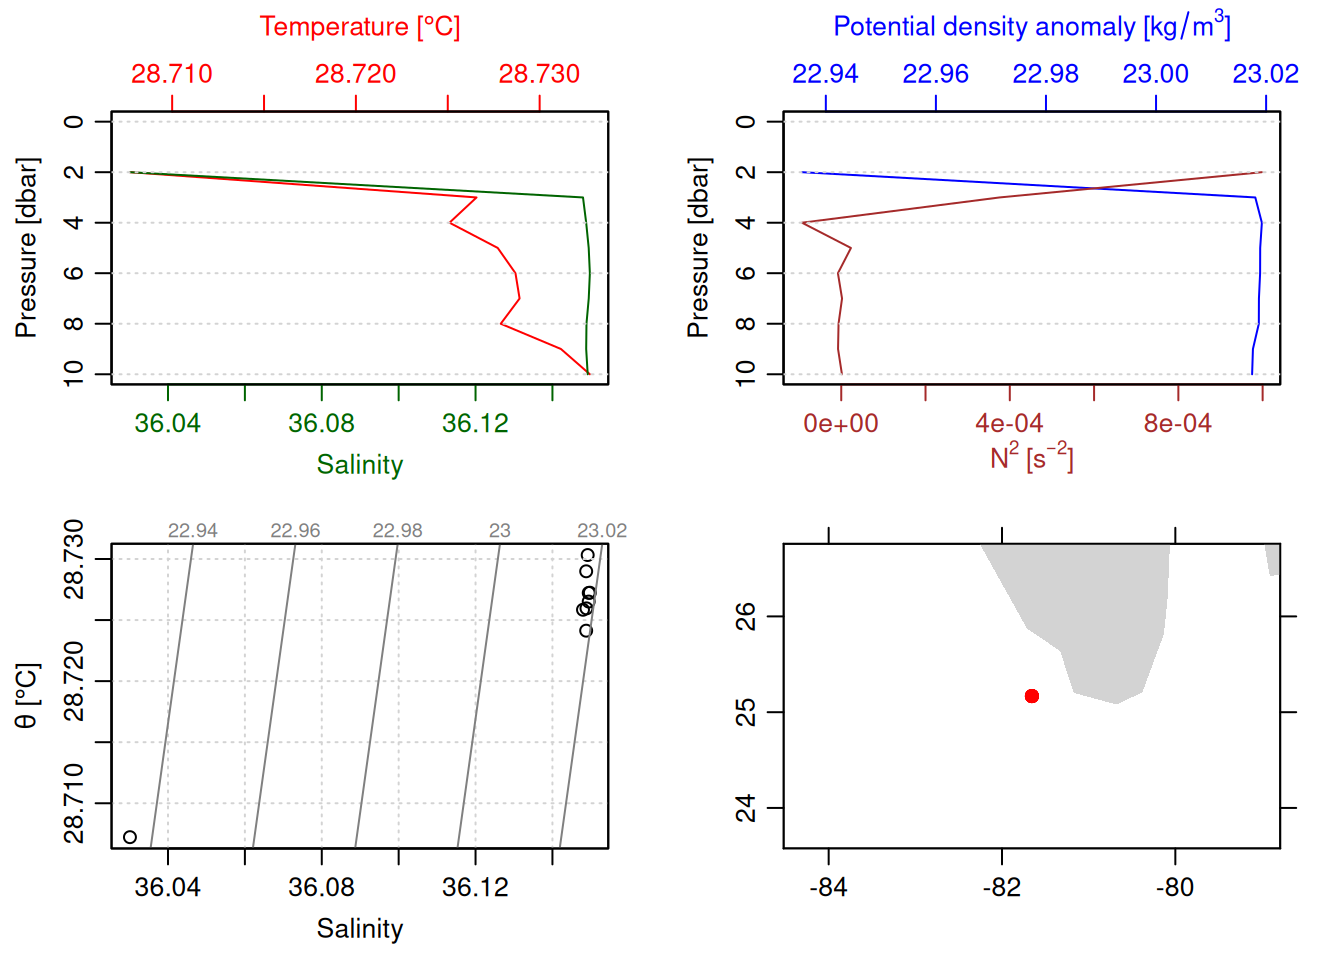 Temperature [°C]
28.710 28.720 28.730
0
2
4
6
8
10
Pressure [dbar]
36.04 36.08 36.12
Salinity
Potential density anomaly [kg/m³]
22.94 22.96 22.98 23.00 23.02
0
2
4
6
8
10
Pressure [dbar]
0e+00 4e-04 8e-04
N² [s⁻²]
22.94 22.96 22.98 23 23.02
28.730
28.720
28.710
θ [°C]
36.04 36.08 36.12
Salinity
26
25
24
-84 -82 -80